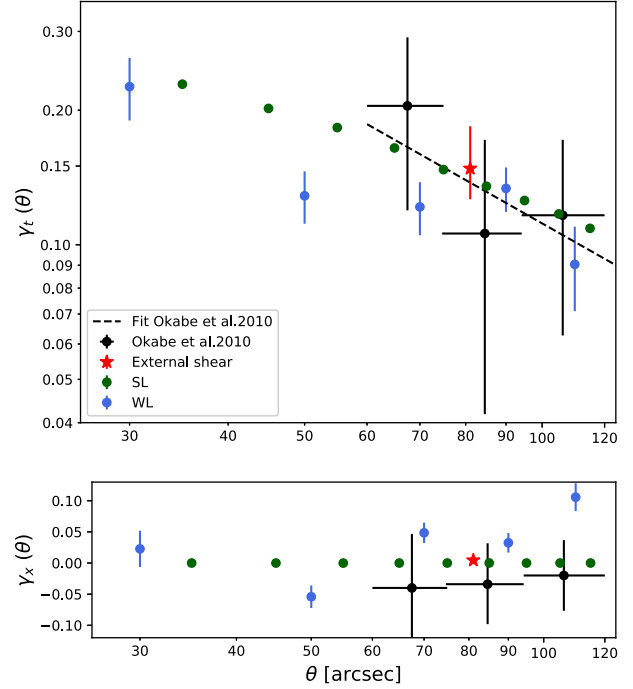 0.30
0.20
0.15
0.10
0.09
0.08
0.07
0.06
0.05
0.04
γt (θ)
Fit Okabe et al.2010
Okabe et al.2010
External shear
SL
WL
30 40 50 60 70 80 90 100 120
0.10
0.05
0.00
−0.05
−0.10
γx (θ)
30 40 50 60 70 80 90 100 120
θ [arcsec]